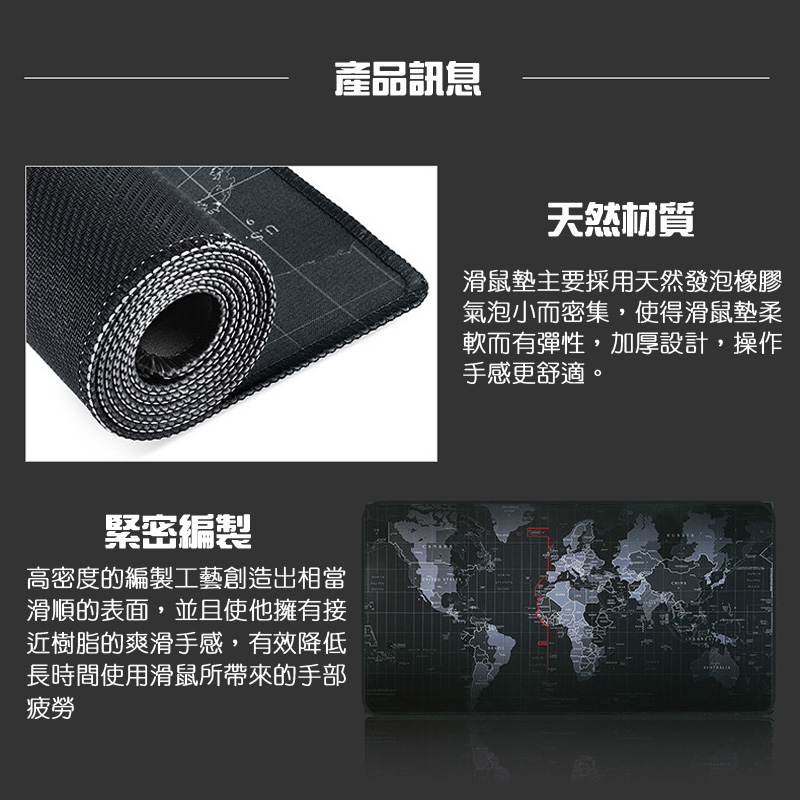 產品訊息
天然材質
滑鼠墊主要採用天然發泡橡膠
氣泡小而密集，使得滑鼠墊柔
軟而有彈性，加厚設計，操作
手感更舒適。
緊密編製
高密度的編製工藝創造出相當
滑順的表面，並且使他擁有接
近樹脂的爽滑手感，有效降低
長時間使用滑鼠所帶來的手部
疲勞